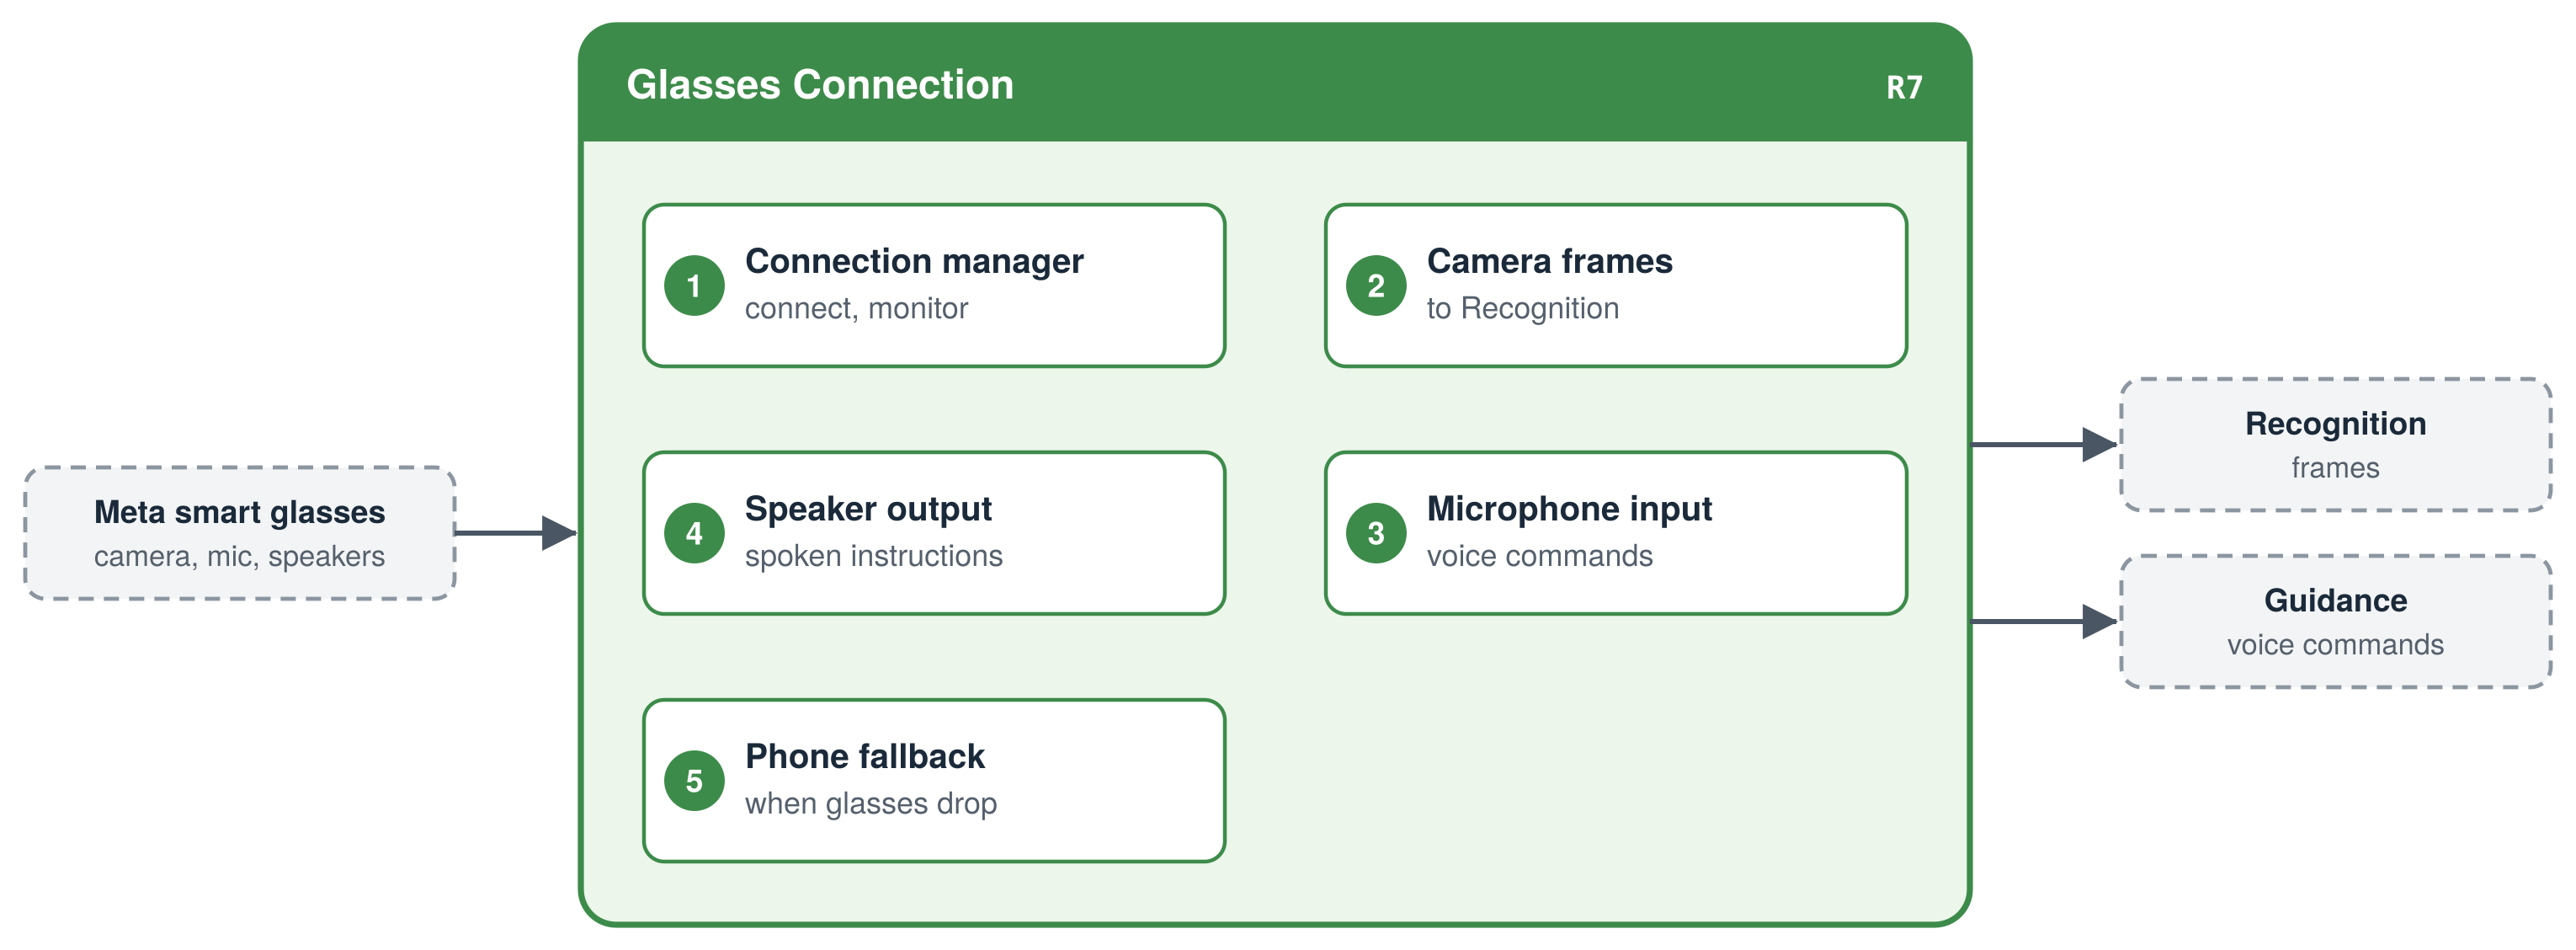 Glasses Connection
R7
1
Connection manager
connect, monitor
2
Camera frames
to Recognition
4
Speaker output
spoken instructions
3
Microphone input
voice commands
5
Phone fallback
when glasses drop
Meta smart glasses
camera, mic, speakers
Recognition
frames
Guidance
voice commands